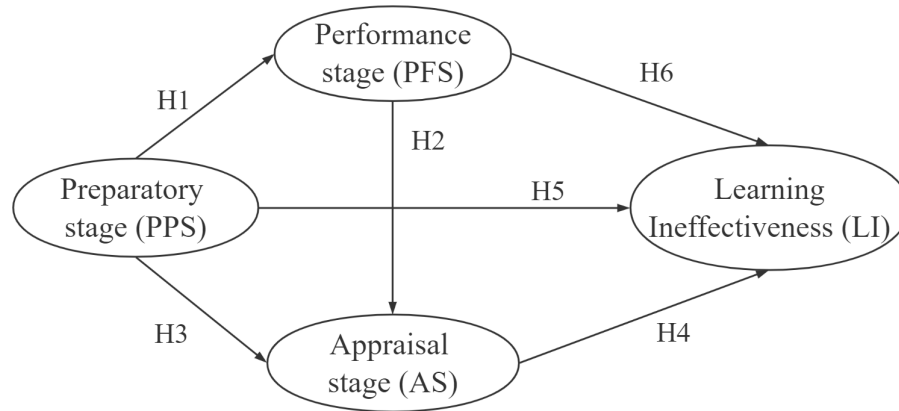 Performance
stage (PFS)
H6
H1
H2
Preparatory
stage (PPS)
H5
Learning
Ineffectiveness (LI)
H3
H4
Appraisal
stage (AS)